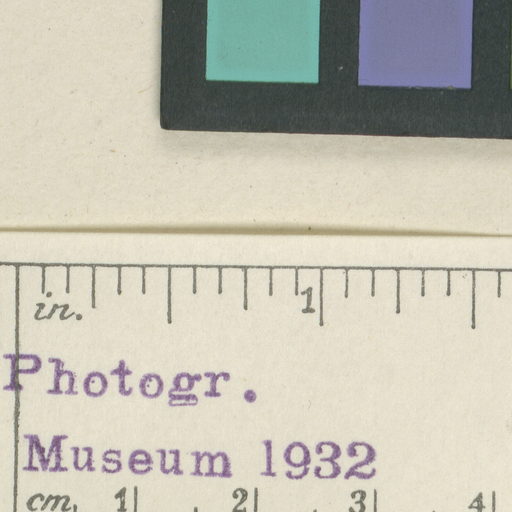 in. 1
Photogr.
Museum 1932
cm. 1 2 3 4